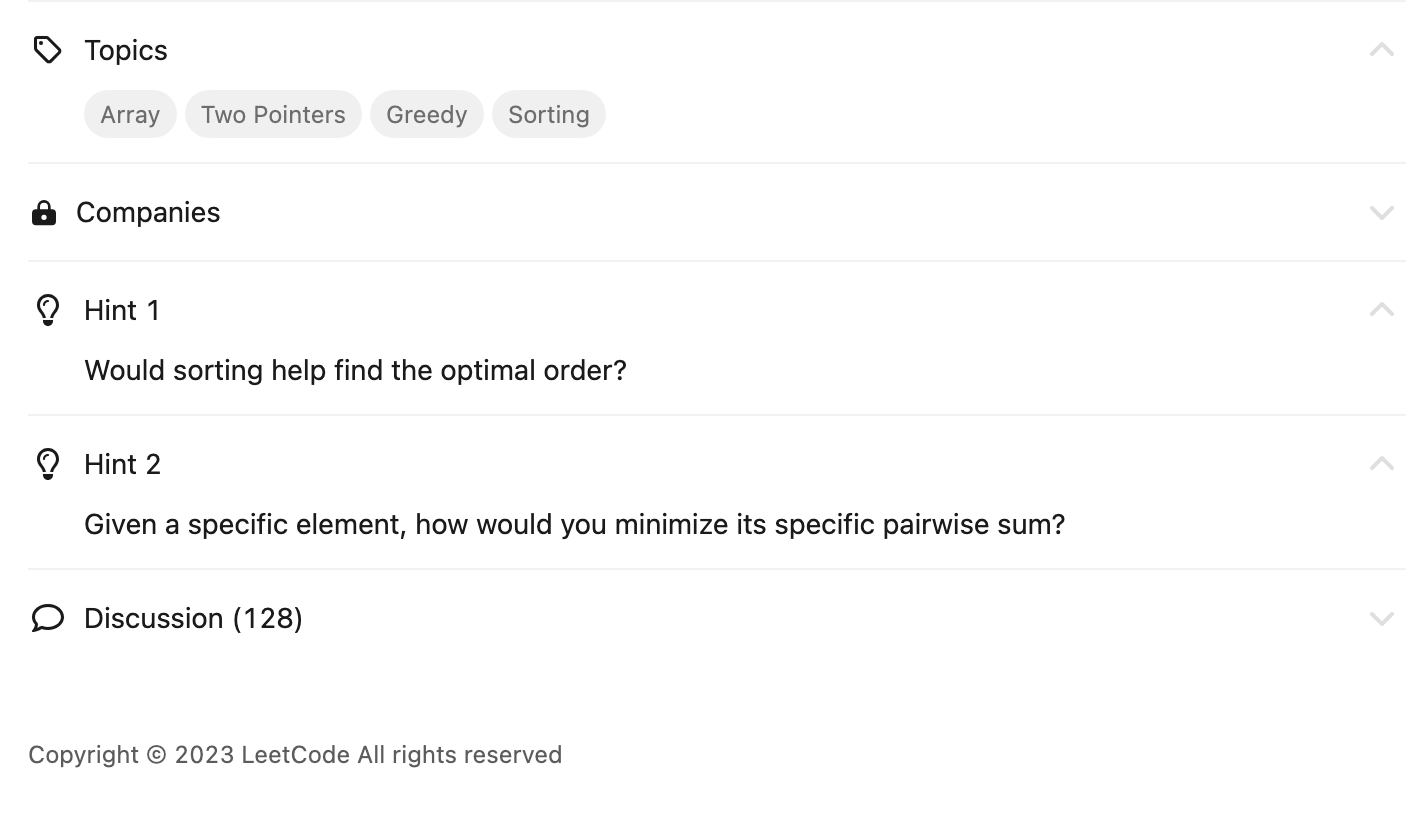 Topics
Array Two Pointers Greedy Sorting
Companies
Hint 1
Would sorting help find the optimal order?
Hint 2
Given a specific element, how would you minimize its specific pairwise sum?
Discussion (128)
Copyright © 2023 LeetCode All rights reserved